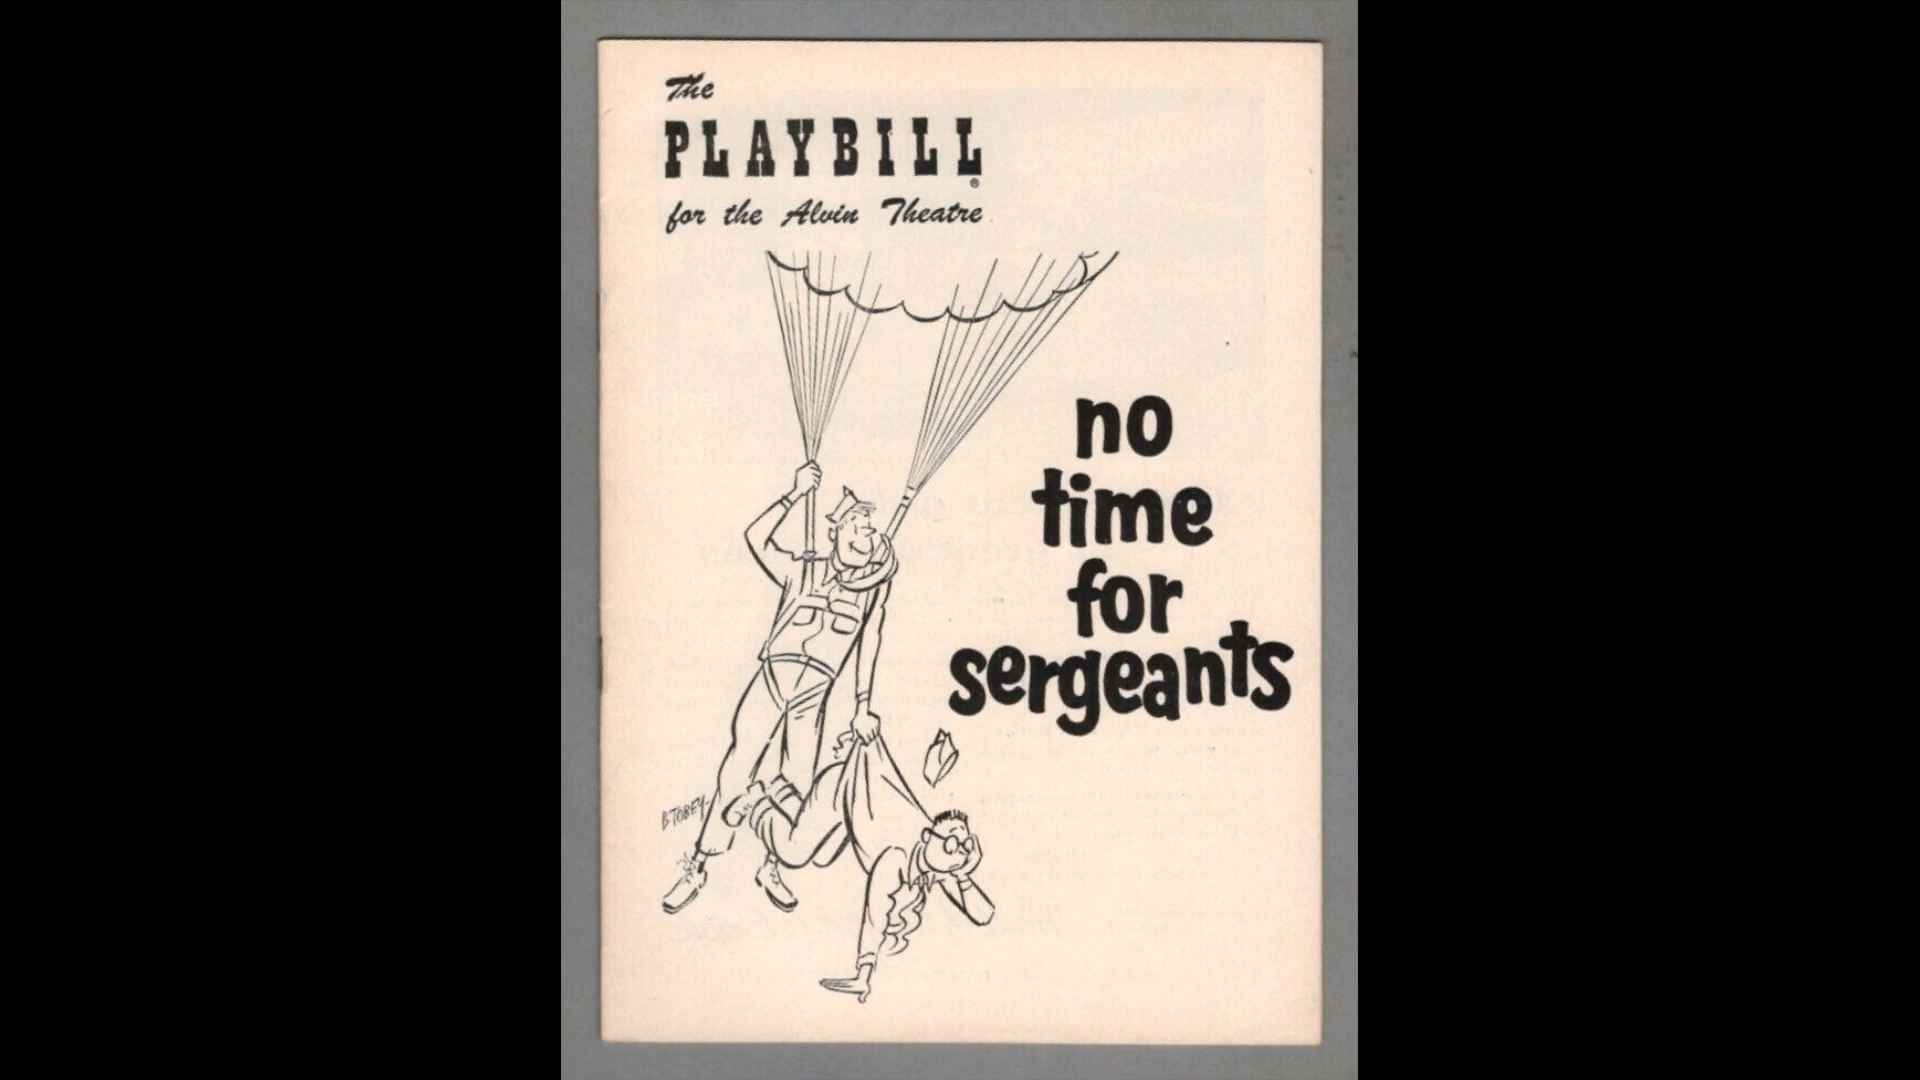 The
PLAYBILL
®
for the Alvin Theatre
no
time
for
sergeants
B. TOBEY